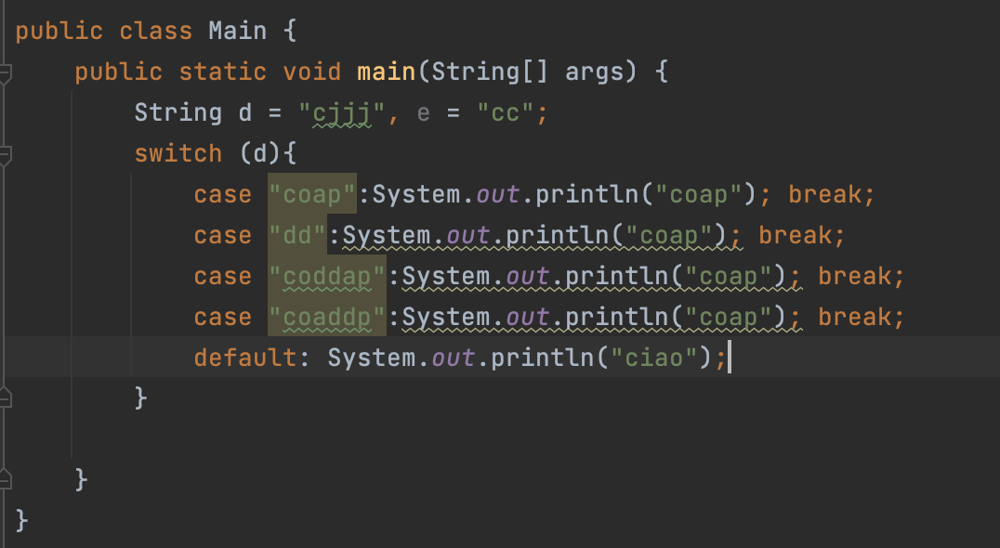 public class Main {
public static void main(String[] args) {
String d = "cjjj", e = "cc";
switch (d){
case "coap":System.out.println("coap"); break;
case "dd":System.out.println("coap"); break;
case "coddap":System.out.println("coap"); break;
case "coaddp":System.out.println("coap"); break;
default: System.out.println("ciao");
}
}
}